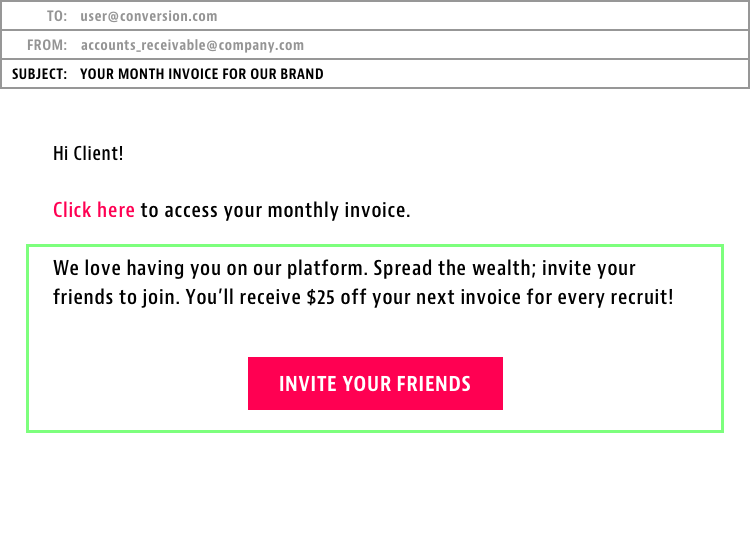 TO: user@conversion.com
FROM: accounts_receivable@company.com
SUBJECT: YOUR MONTH INVOICE FOR OUR BRAND
Hi Client!
Click here to access your monthly invoice.
We love having you on our platform. Spread the wealth; invite your
friends to join. You’ll receive $25 off your next invoice for every recruit!
INVITE YOUR FRIENDS